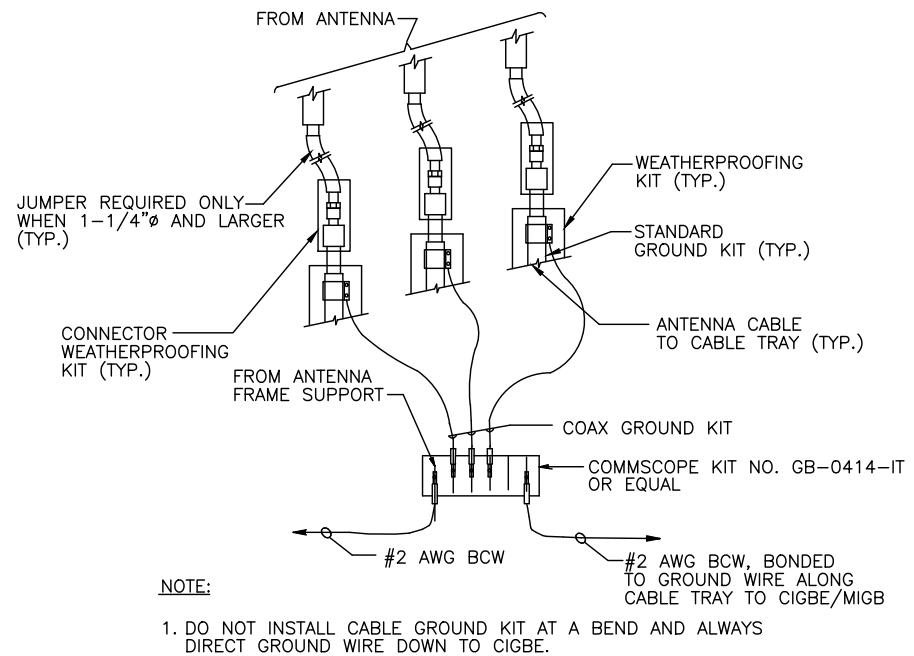 FROM ANTENNA
JUMPER REQUIRED ONLY
WHEN 1-1/4"ø AND LARGER
(TYP.)
WEATHERPROOFING
KIT (TYP.)
STANDARD
GROUND KIT (TYP.)
CONNECTOR
WEATHERPROOFING
KIT (TYP.)
ANTENNA CABLE
TO CABLE TRAY (TYP.)
FROM ANTENNA
FRAME SUPPORT
COAX GROUND KIT
COMMSCOPE KIT NO. GB-0414-IT
OR EQUAL
#2 AWG BCW
#2 AWG BCW, BONDED
TO GROUND WIRE ALONG
CABLE TRAY TO CIGBE/MIGB
NOTE:
1. DO NOT INSTALL CABLE GROUND KIT AT A BEND AND ALWAYS
DIRECT GROUND WIRE DOWN TO CIGBE.